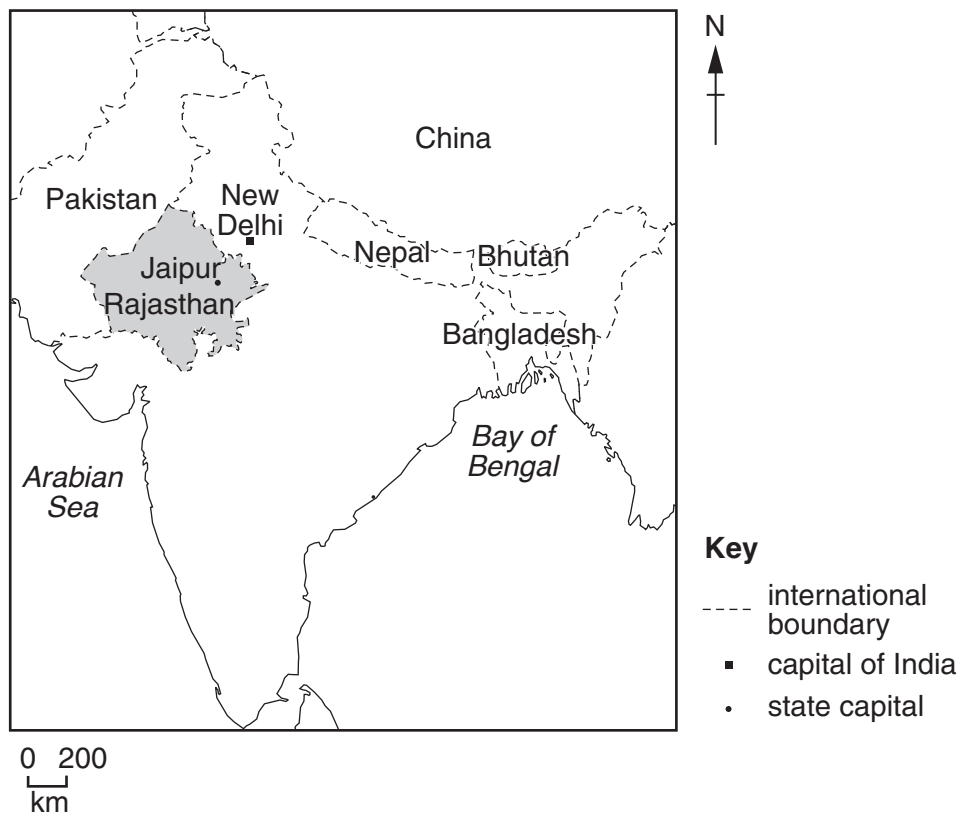 N
China
Pakistan
New
Delhi
Nepal
Bhutan
Jaipur
Rajasthan
Bangladesh
Bay of
Bengal
Arabian
Sea
Key
international
boundary
capital of India
state capital
0 200
km